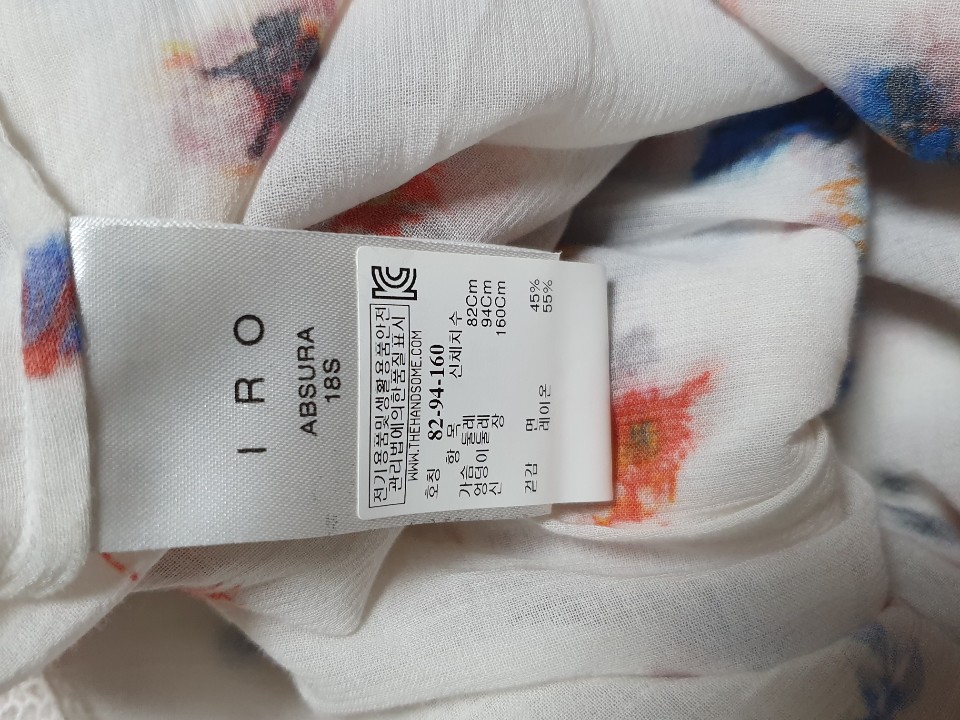 IRO
ABSURA
18S
전기용품및생활용품안전
관리법에의한품질표시
WWW.THEHANDSOME.COM
호칭 82-94-160
항목 신체치수
가슴둘레 82Cm
엉덩이둘레 94Cm
신장 160Cm
겉감 면 45%
레이온 55%